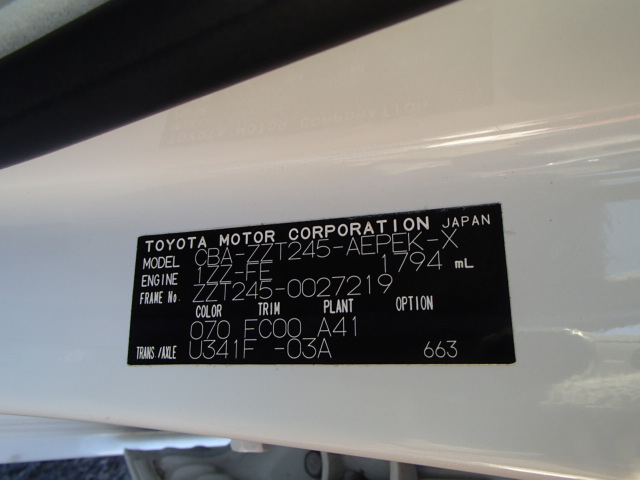 TOYOTA MOTOR CORPORATION JAPAN
MODEL CBA-ZZT245-AEPEK-X
ENGINE 1ZZ-FE 1794 mL
FRAME No. ZZT245-0027219
COLOR TRIM PLANT OPTION
070 FC00 A41
TRANS./AXLE U341F -03A 663